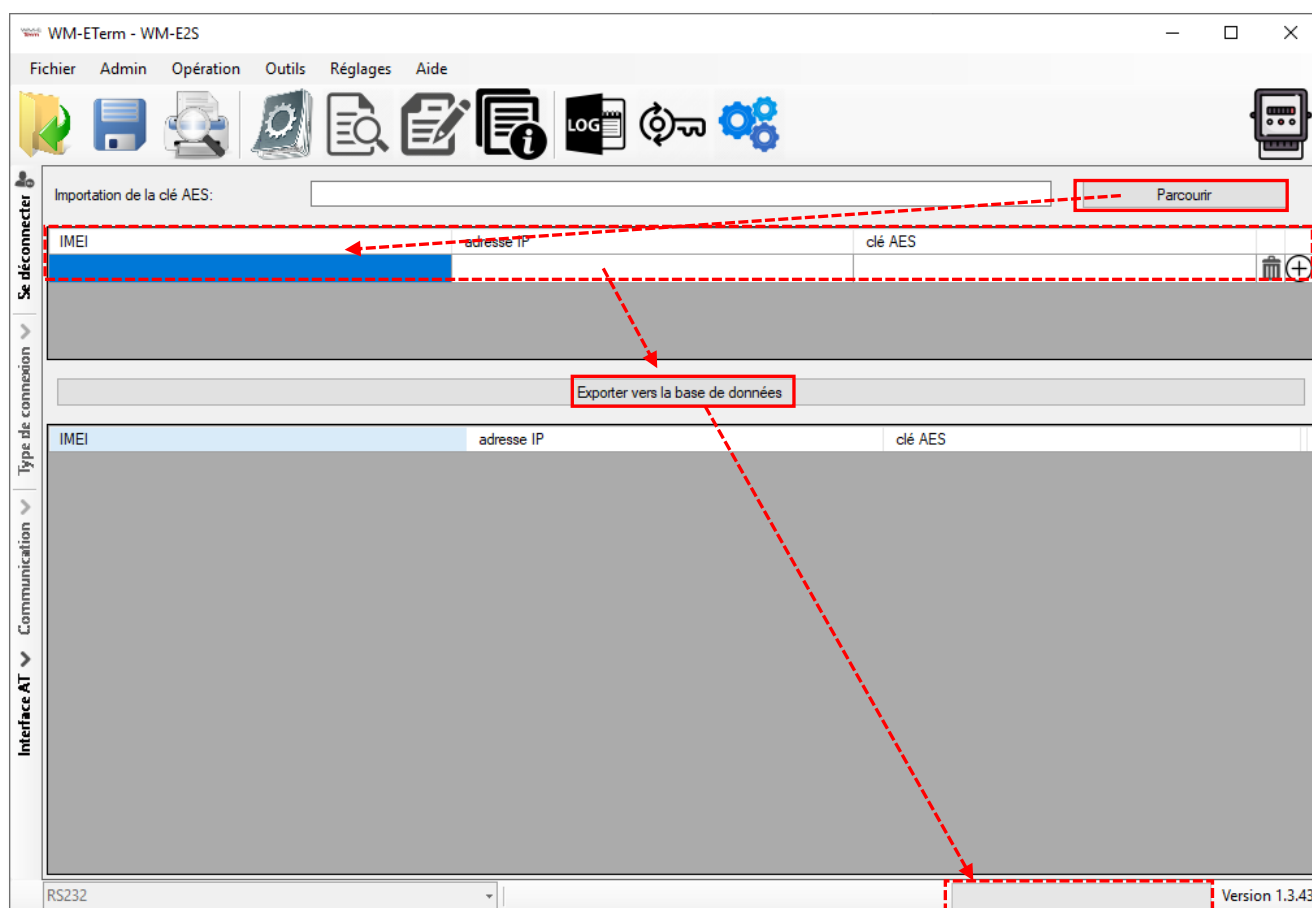 WM-E Term WM-ETerm - WM-E2S
Fichier Admin Opération Outils Réglages Aide
LOG
Se déconnecter
Type de connexion
Communication
Interface AT
Importation de la clé AES:
Parcourir
IMEI adresse IP clé AES
Exporter vers la base de données
IMEI adresse IP clé AES
RS232
Version 1.3.43